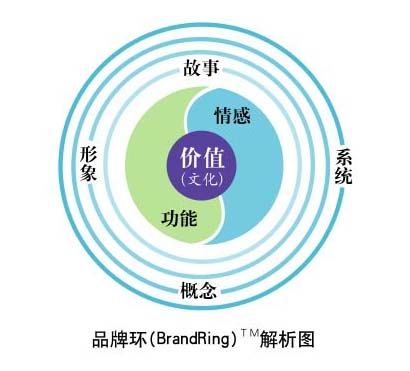 故事
情感
价值
(文化)
形象
系统
功能
概念
品牌环(BrandRing)™解析图